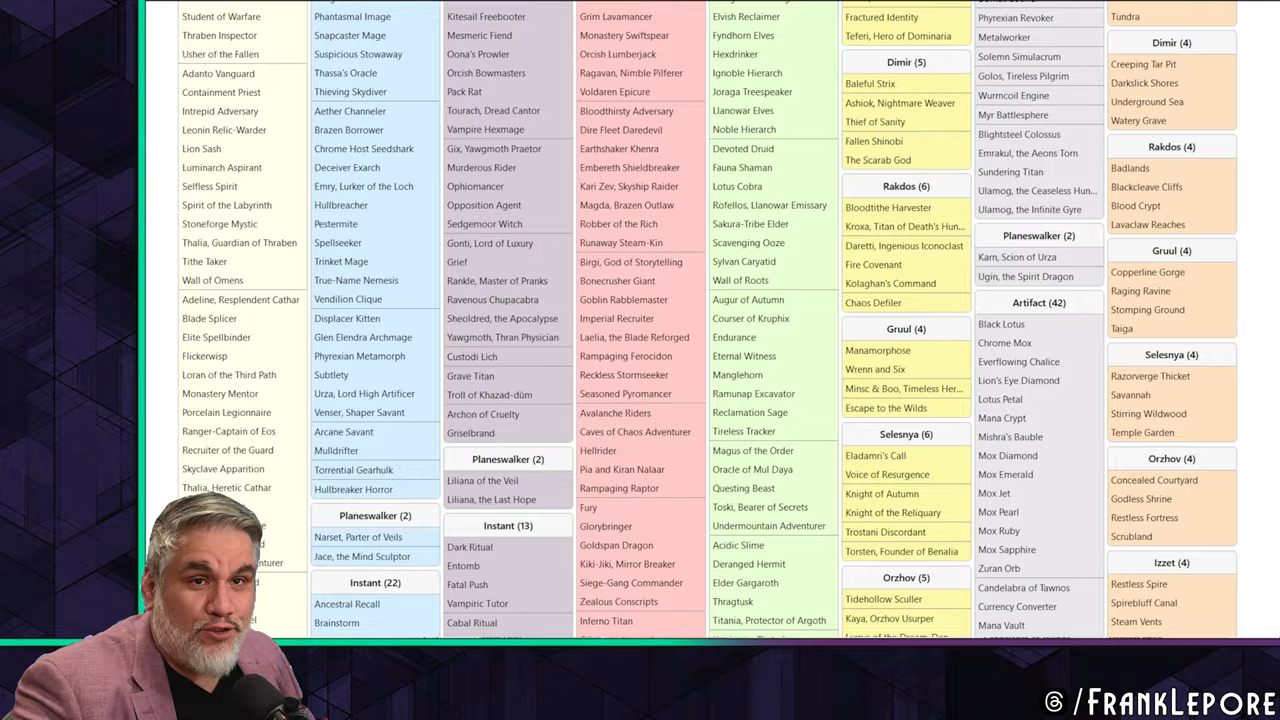 Student of Warfare
Thraben Inspector
Usher of the Fallen
Adanto Vanguard
Containment Priest
Intrepid Adversary
Leonin Relic-Warder
Lion Sash
Luminarch Aspirant
Selfless Spirit
Spirit of the Labyrinth
Stoneforge Mystic
Thalia, Guardian of Thraben
Tithe Taker
Wall of Omens
Adeline, Resplendent Cathar
Blade Splicer
Elite Spellbinder
Flickerwisp
Loran of the Third Path
Monastery Mentor
Porcelain Legionnaire
Ranger-Captain of Eos
Recruiter of the Guard
Skyclave Apparition
Thalia, Heretic Cathar
Phantasmal Image
Snapcaster Mage
Suspicious Stowaway
Thassa's Oracle
Thieving Skydiver
Aether Channeler
Brazen Borrower
Chrome Host Seedshark
Deceiver Exarch
Emry, Lurker of the Loch
Hullbreacher
Pestermite
Spellseeker
Trinket Mage
True-Name Nemesis
Vendilion Clique
Displacer Kitten
Glen Elendra Archmage
Phyrexian Metamorph
Subtlety
Urza, Lord High Artificer
Venser, Shaper Savant
Arcane Savant
Mulldrifter
Torrential Gearhulk
Hullbreaker Horror
Planeswalker (2)
Narset, Parter of Veils
Jace, the Mind Sculptor
Instant (22)
Ancestral Recall
Brainstorm
Kitesail Freebooter
Mesmeric Fiend
Oona's Prowler
Orcish Bowmasters
Pack Rat
Tourach, Dread Cantor
Vampire Hexmage
Gix, Yawgmoth Praetor
Murderous Rider
Ophiomancer
Opposition Agent
Sedgemoor Witch
Gonti, Lord of Luxury
Grief
Rankle, Master of Pranks
Ravenous Chupacabra
Sheoldred, the Apocalypse
Yawgmoth, Thran Physician
Custodi Lich
Grave Titan
Troll of Khazad-dûm
Archon of Cruelty
Griselbrand
Planeswalker (2)
Liliana of the Veil
Liliana, the Last Hope
Instant (13)
Dark Ritual
Entomb
Fatal Push
Vampiric Tutor
Cabal Ritual
Grim Lavamancer
Monastery Swiftspear
Orcish Lumberjack
Ragavan, Nimble Pilferer
Voldaren Epicure
Bloodthirsty Adversary
Dire Fleet Daredevil
Earthshaker Khenra
Embereth Shieldbreaker
Kari Zev, Skyship Raider
Magda, Brazen Outlaw
Robber of the Rich
Runaway Steam-Kin
Birgi, God of Storytelling
Bonecrusher Giant
Goblin Rabblemaster
Imperial Recruiter
Laelia, the Blade Reforged
Rampaging Ferocidon
Reckless Stormseeker
Seasoned Pyromancer
Avalanche Riders
Caves of Chaos Adventurer
Hellrider
Pia and Kiran Nalaar
Rampaging Raptor
Fury
Glorybringer
Goldspan Dragon
Kiki-Jiki, Mirror Breaker
Siege-Gang Commander
Zealous Conscripts
Inferno Titan
Elvish Reclaimer
Fyndhorn Elves
Hexdrinker
Ignoble Hierarch
Joraga Treespeaker
Llanowar Elves
Noble Hierarch
Devoted Druid
Fauna Shaman
Lotus Cobra
Rofellos, Llanowar Emissary
Sakura-Tribe Elder
Scavenging Ooze
Sylvan Caryatid
Wall of Roots
Augur of Autumn
Courser of Kruphix
Endurance
Eternal Witness
Manglehorn
Ramunap Excavator
Reclamation Sage
Tireless Tracker
Magus of the Order
Oracle of Mul Daya
Questing Beast
Toski, Bearer of Secrets
Undermountain Adventurer
Acidic Slime
Deranged Hermit
Elder Gargaroth
Thragtusk
Titania, Protector of Argoth
Fractured Identity
Teferi, Hero of Dominaria
Dimir (5)
Baleful Strix
Ashiok, Nightmare Weaver
Thief of Sanity
Fallen Shinobi
The Scarab God
Rakdos (6)
Bloodtithe Harvester
Kroxa, Titan of Death's Hun...
Daretti, Ingenious Iconoclast
Fire Covenant
Kolaghan's Command
Chaos Defiler
Gruul (4)
Manamorphose
Wrenn and Six
Minsc & Boo, Timeless Her...
Escape to the Wilds
Selesnya (6)
Eladamri's Call
Voice of Resurgence
Knight of Autumn
Knight of the Reliquary
Trostani Discordant
Torsten, Founder of Benalia
Orzhov (5)
Tidehollow Sculler
Kaya, Orzhov Usurper
Phyrexian Revoker
Metalworker
Solemn Simulacrum
Golos, Tireless Pilgrim
Wurmcoil Engine
Myr Battlesphere
Blightsteel Colossus
Emrakul, the Aeons Torn
Sundering Titan
Ulamog, the Ceaseless Hun...
Ulamog, the Infinite Gyre
Planeswalker (2)
Karn, Scion of Urza
Ugin, the Spirit Dragon
Artifact (42)
Black Lotus
Chrome Mox
Everflowing Chalice
Lion's Eye Diamond
Lotus Petal
Mana Crypt
Mishra's Bauble
Mox Diamond
Mox Emerald
Mox Jet
Mox Pearl
Mox Ruby
Mox Sapphire
Zuran Orb
Candelabra of Tawnos
Currency Converter
Mana Vault
Tundra
Dimir (4)
Creeping Tar Pit
Darkslick Shores
Underground Sea
Watery Grave
Rakdos (4)
Badlands
Blackcleave Cliffs
Blood Crypt
Lavaclaw Reaches
Gruul (4)
Copperline Gorge
Raging Ravine
Stomping Ground
Taiga
Selesnya (4)
Razorverge Thicket
Savannah
Stirring Wildwood
Temple Garden
Orzhov (4)
Concealed Courtyard
Godless Shrine
Restless Fortress
Scrubland
Izzet (4)
Restless Spire
Spirebluff Canal
Steam Vents
/FRANKLEPORE